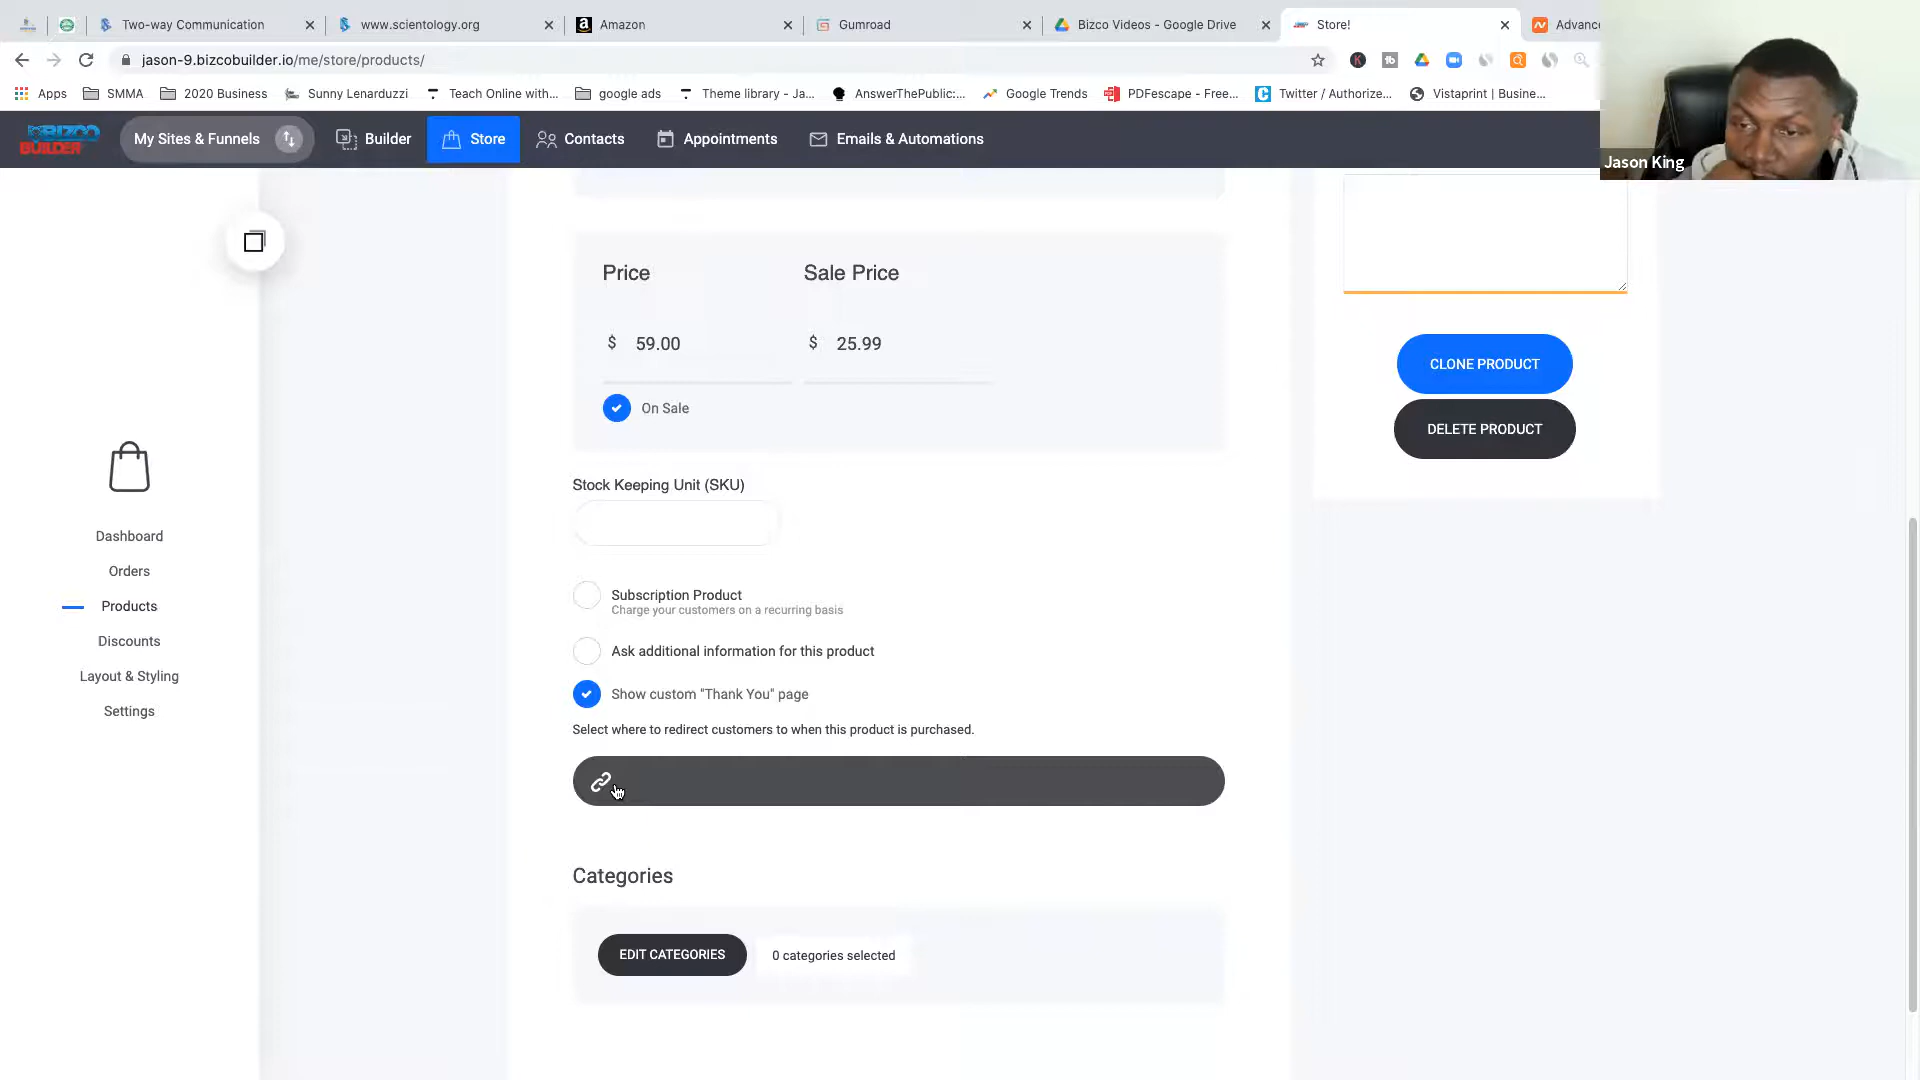 Two-way Communication
www.scientology.org
Amazon
Gumroad
Bizco Videos - Google Drive
Store!
Advanc
jason-9.bizcobuilder.io/me/store/products/
Apps
SMMA
2020 Business
Sunny Lenarduzzi
Teach Online with...
google ads
Theme library - Ja...
AnswerThePublic:...
Google Trends
PDFescape - Free...
Twitter / Authorize...
Vistaprint | Busine...
BIZCO
BUILDER
My Sites & Funnels
Builder
Store
Contacts
Appointments
Emails & Automations
Jason King
Price
Sale Price
$ 59.00
$ 25.99
On Sale
CLONE PRODUCT
DELETE PRODUCT
Stock Keeping Unit (SKU)
Dashboard
Orders
Products
Discounts
Layout & Styling
Settings
Subscription Product
Charge your customers on a recurring basis
Ask additional information for this product
Show custom "Thank You" page
Select where to redirect customers to when this product is purchased.
Categories
EDIT CATEGORIES
0 categories selected